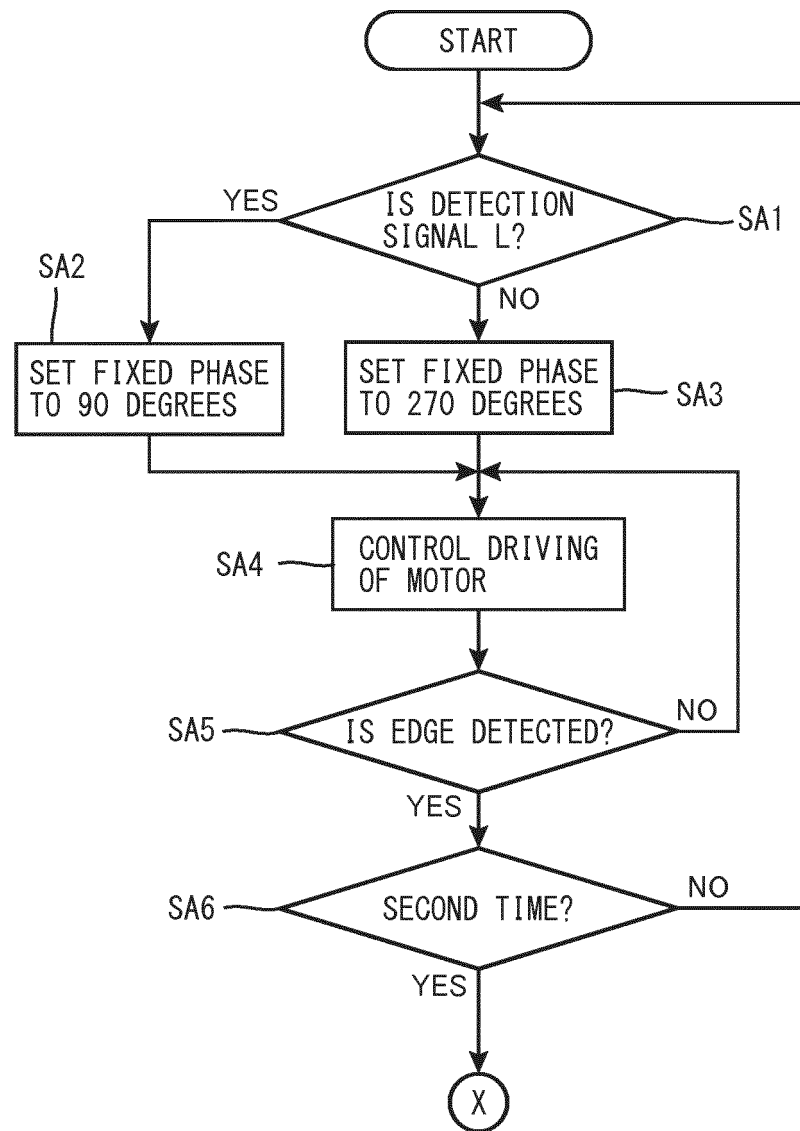 START
IS DETECTION
SIGNAL L?
YES
SA1
NO
SA2
SET FIXED PHASE
TO 90 DEGREES
SET FIXED PHASE
TO 270 DEGREES
SA3
CONTROL DRIVING
OF MOTOR
SA4
IS EDGE DETECTED?
SA5
NO
YES
SECOND TIME?
SA6
NO
YES
X